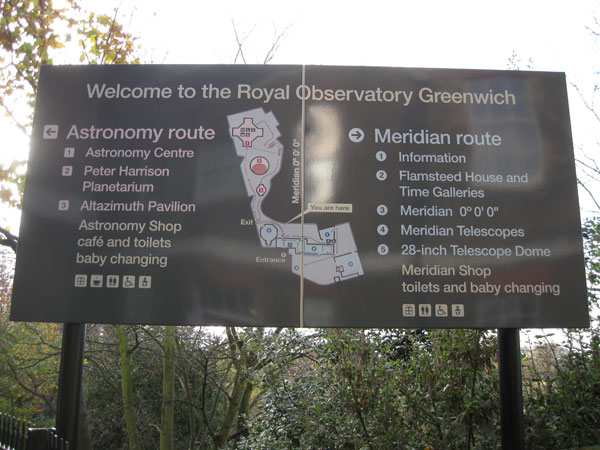 Welcome to the Royal Observatory Greenwich
Astronomy route
1 Astronomy Centre
2 Peter Harrison
Planetarium
3 Altazimuth Pavilion
Astronomy Shop
café and toilets
baby changing
Meridian 0° 0' 0"
You are here
Exit
Entrance
Meridian route
1 Information
2 Flamsteed House and
Time Galleries
3 Meridian 0° 0' 0"
4 Meridian Telescopes
5 28-inch Telescope Dome
Meridian Shop
toilets and baby changing